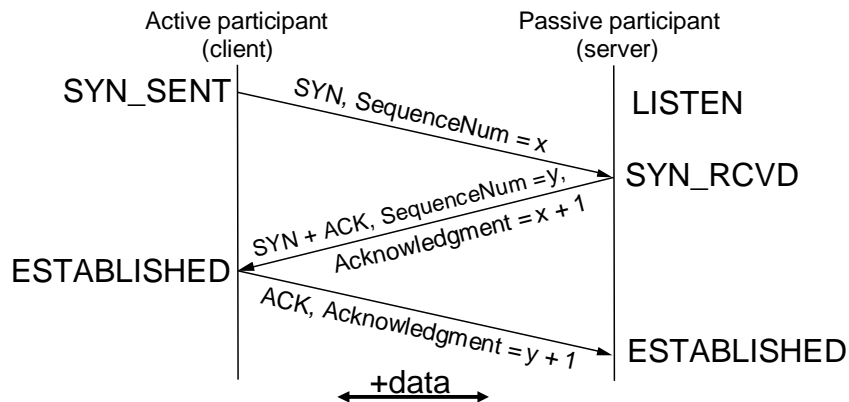 Active participant
(client)
Passive participant
(server)
SYN_SENT
LISTEN
SYN, SequenceNum = x
SYN_RCVD
SYN + ACK, SequenceNum =y,
Acknowledgment = x + 1
ESTABLISHED
ACK, Acknowledgment = y + 1
ESTABLISHED
+data